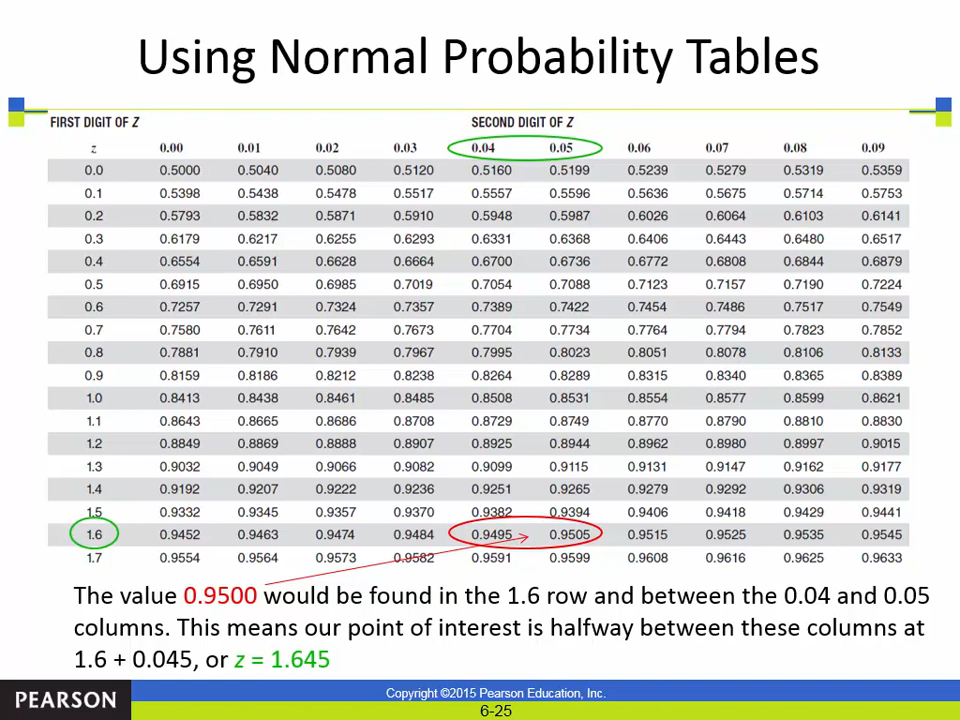 Using Normal Probability Tables
FIRST DIGIT OF Z SECOND DIGIT OF Z
z 0.00 0.01 0.02 0.03 0.04 0.05 0.06 0.07 0.08 0.09
0.0 0.5000 0.5040 0.5080 0.5120 0.5160 0.5199 0.5239 0.5279 0.5319 0.5359
0.1 0.5398 0.5438 0.5478 0.5517 0.5557 0.5596 0.5636 0.5675 0.5714 0.5753
0.2 0.5793 0.5832 0.5871 0.5910 0.5948 0.5987 0.6026 0.6064 0.6103 0.6141
0.3 0.6179 0.6217 0.6255 0.6293 0.6331 0.6368 0.6406 0.6443 0.6480 0.6517
0.4 0.6554 0.6591 0.6628 0.6664 0.6700 0.6736 0.6772 0.6808 0.6844 0.6879
0.5 0.6915 0.6950 0.6985 0.7019 0.7054 0.7088 0.7123 0.7157 0.7190 0.7224
0.6 0.7257 0.7291 0.7324 0.7357 0.7389 0.7422 0.7454 0.7486 0.7517 0.7549
0.7 0.7580 0.7611 0.7642 0.7673 0.7704 0.7734 0.7764 0.7794 0.7823 0.7852
0.8 0.7881 0.7910 0.7939 0.7967 0.7995 0.8023 0.8051 0.8078 0.8106 0.8133
0.9 0.8159 0.8186 0.8212 0.8238 0.8264 0.8289 0.8315 0.8340 0.8365 0.8389
1.0 0.8413 0.8438 0.8461 0.8485 0.8508 0.8531 0.8554 0.8577 0.8599 0.8621
1.1 0.8643 0.8665 0.8686 0.8708 0.8729 0.8749 0.8770 0.8790 0.8810 0.8830
1.2 0.8849 0.8869 0.8888 0.8907 0.8925 0.8944 0.8962 0.8980 0.8997 0.9015
1.3 0.9032 0.9049 0.9066 0.9082 0.9099 0.9115 0.9131 0.9147 0.9162 0.9177
1.4 0.9192 0.9207 0.9222 0.9236 0.9251 0.9265 0.9279 0.9292 0.9306 0.9319
1.5 0.9332 0.9345 0.9357 0.9370 0.9382 0.9394 0.9406 0.9418 0.9429 0.9441
1.6 0.9452 0.9463 0.9474 0.9484 0.9495 0.9505 0.9515 0.9525 0.9535 0.9545
1.7 0.9554 0.9564 0.9573 0.9582 0.9591 0.9599 0.9608 0.9616 0.9625 0.9633
The value 0.9500 would be found in the 1.6 row and between the 0.04 and 0.05
columns. This means our point of interest is halfway between these columns at
1.6 + 0.045, or z = 1.645
PEARSON
Copyright ©2015 Pearson Education, Inc.
6-25